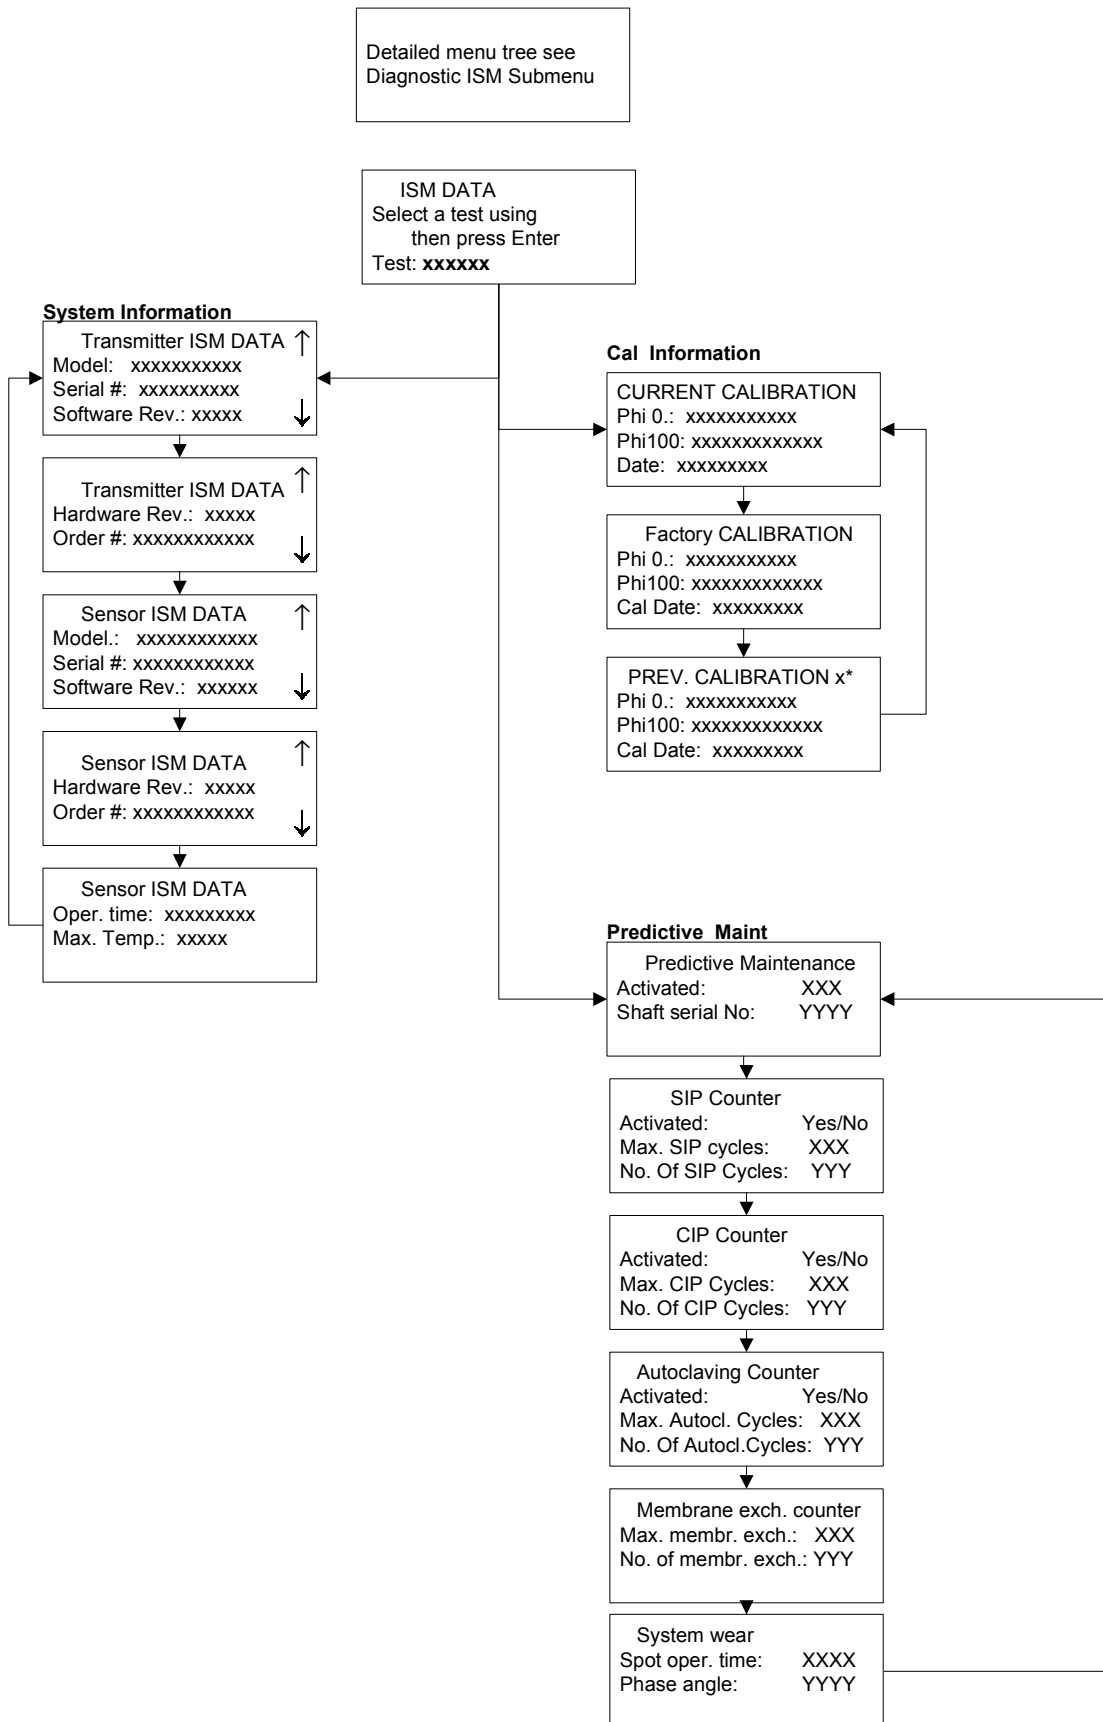 Detailed menu tree see
Diagnostic ISM Submenu
ISM DATA
Select a test using
then press Enter
Test: xxxxxx
System Information
Transmitter ISM DATA ↑
Model: xxxxxxxxxxx
Serial #: xxxxxxxxxx
Software Rev.: xxxxx ↓
Transmitter ISM DATA ↑
Hardware Rev.: xxxxx
Order #: xxxxxxxxxxxx ↓
Sensor ISM DATA ↑
Model.: xxxxxxxxxxxx
Serial #: xxxxxxxxxxxx
Software Rev.: xxxxxx ↓
Sensor ISM DATA ↑
Hardware Rev.: xxxxx
Order #: xxxxxxxxxxxx ↓
Sensor ISM DATA
Oper. time: xxxxxxxxx
Max. Temp.: xxxxx
Cal Information
CURRENT CALIBRATION
Phi 0.: xxxxxxxxxxx
Phi100: xxxxxxxxxxxxx
Date: xxxxxxxxx
Factory CALIBRATION
Phi 0.: xxxxxxxxxxx
Phi100: xxxxxxxxxxxxx
Cal Date: xxxxxxxxx
PREV. CALIBRATION x*
Phi 0.: xxxxxxxxxxx
Phi100: xxxxxxxxxxxxx
Cal Date: xxxxxxxxx
Predictive Maint
Predictive Maintenance
Activated: XXX
Shaft serial No: YYYY
SIP Counter
Activated: Yes/No
Max. SIP cycles: XXX
No. Of SIP Cycles: YYY
CIP Counter
Activated: Yes/No
Max. CIP Cycles: XXX
No. Of CIP Cycles: YYY
Autoclaving Counter
Activated: Yes/No
Max. Autocl. Cycles: XXX
No. Of Autocl.Cycles: YYY
Membrane exch. counter
Max. membr. exch.: XXX
No. of membr. exch.: YYY
System wear
Spot oper. time: XXXX
Phase angle: YYYY